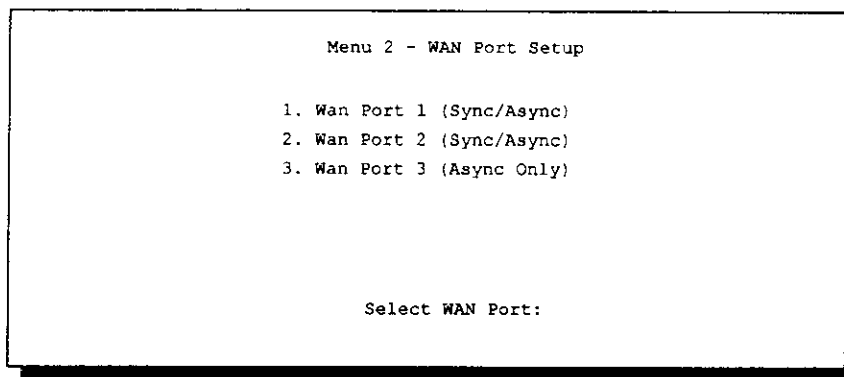 Menu 2 - WAN Port Setup
1. Wan Port 1 (Sync/Async)
2. Wan Port 2 (Sync/Async)
3. Wan Port 3 (Async Only)
Select WAN Port: